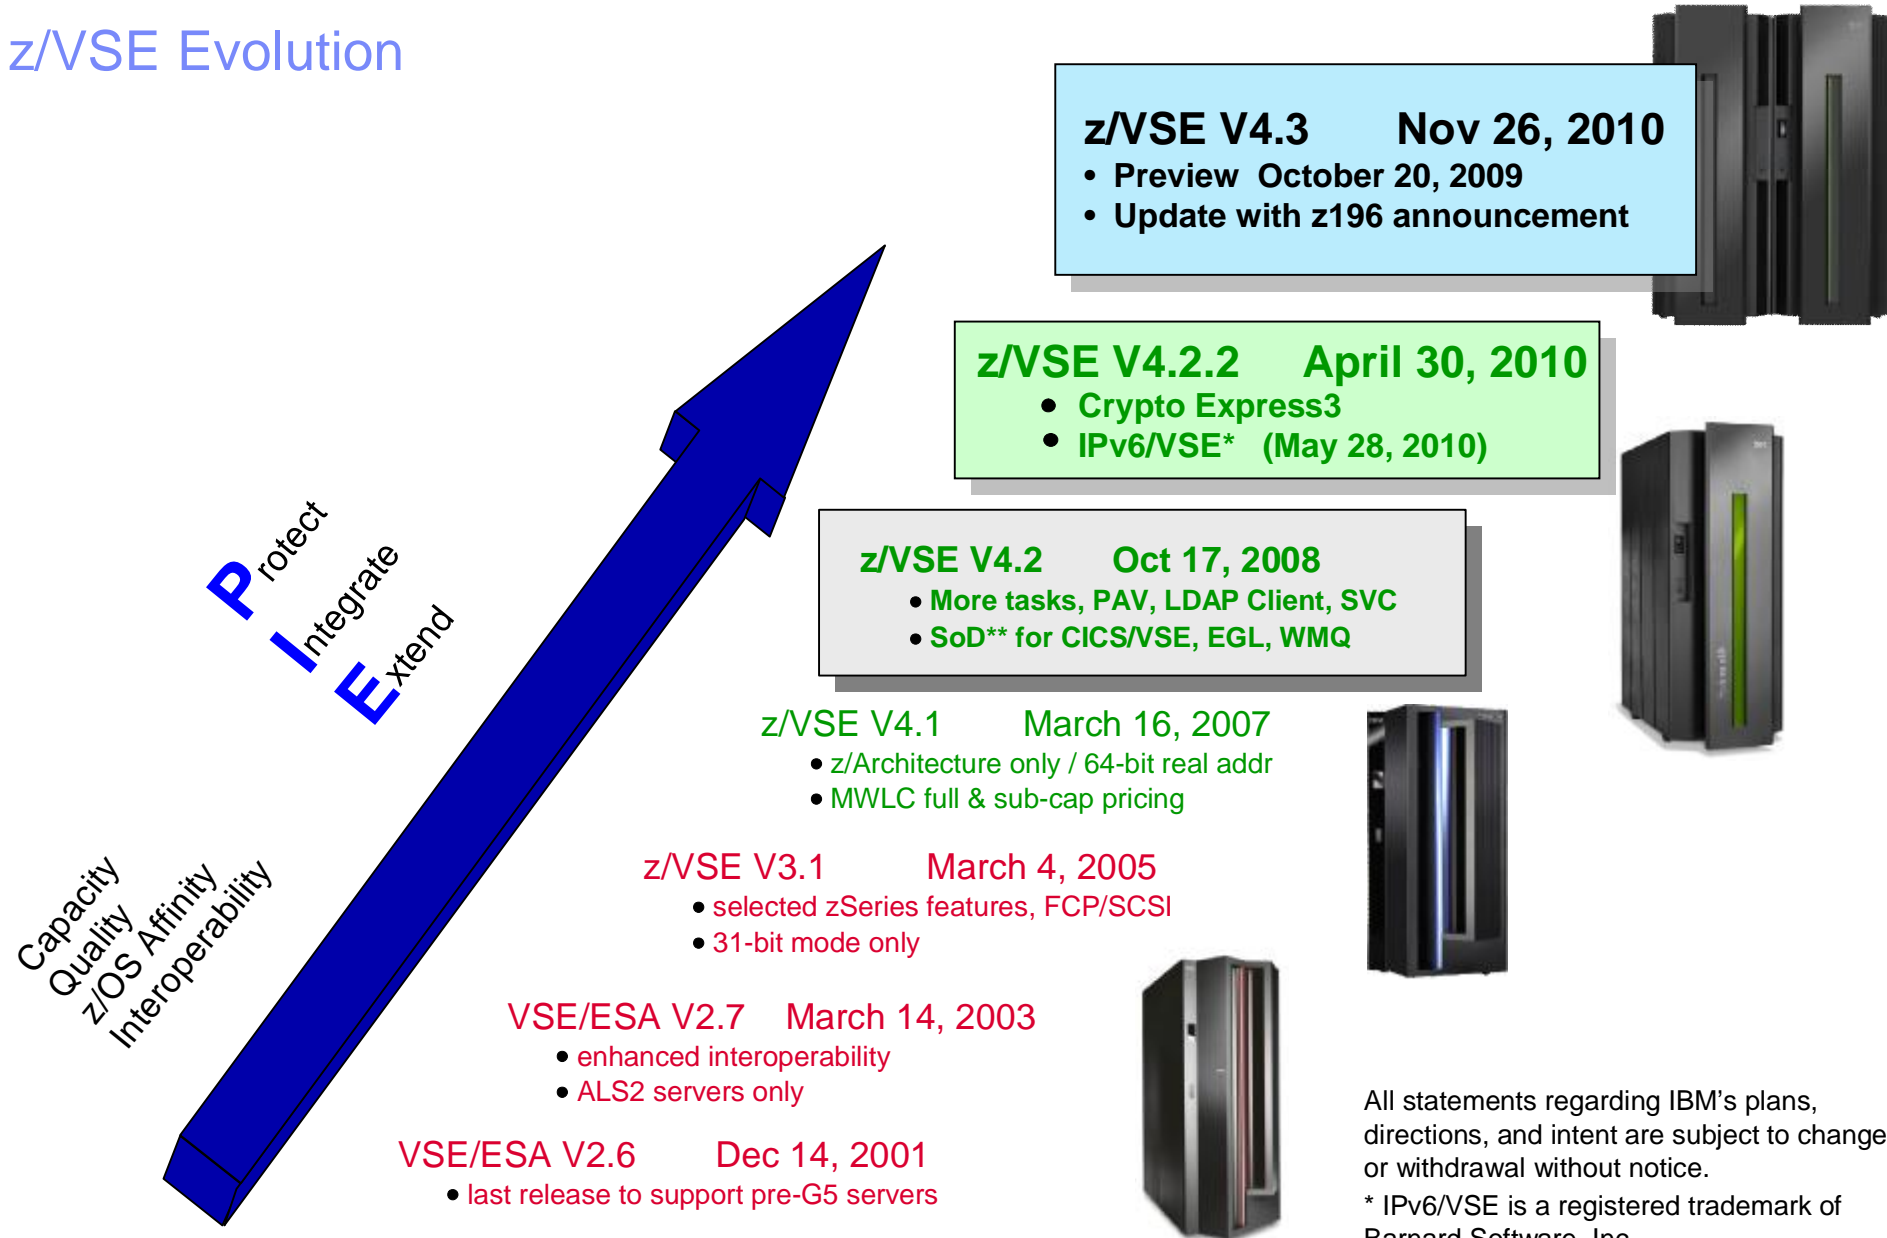 z/VSE Evolution
z/VSE V4.3 Nov 26, 2010
• Preview October 20, 2009
• Update with z196 announcement
z/VSE V4.2.2 April 30, 2010
• Crypto Express3
• IPv6/VSE* (May 28, 2010)
z/VSE V4.2 Oct 17, 2008
• More tasks, PAV, LDAP Client, SVC
• SoD** for CICS/VSE, EGL, WMQ
Protect
Integrate
Extend
z/VSE V4.1 March 16, 2007
• z/Architecture only / 64-bit real addr
• MWLC full & sub-cap pricing
z/VSE V3.1 March 4, 2005
• selected zSeries features, FCP/SCSI
• 31-bit mode only
Capacity
Quality
z/OS Affinity
Interoperability
VSE/ESA V2.7 March 14, 2003
• enhanced interoperability
• ALS2 servers only
VSE/ESA V2.6 Dec 14, 2001
• last release to support pre-G5 servers
All statements regarding IBM’s plans,
directions, and intent are subject to change
or withdrawal without notice.
* IPv6/VSE is a registered trademark of
Barnard Software, Inc.